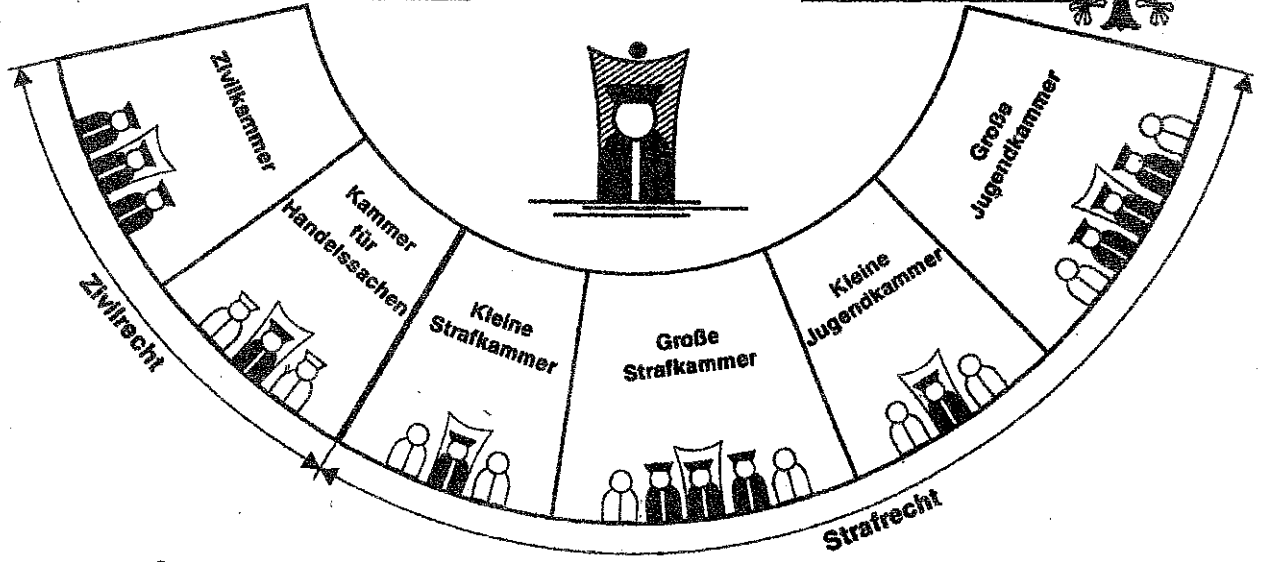 Zivilkammer
Kammer
für
Handelssachen
Kleine
Strafkammer
Große
Strafkammer
Kleine
Jugendkammer
Große
Jugendkammer
Zivilrecht
Strafrecht